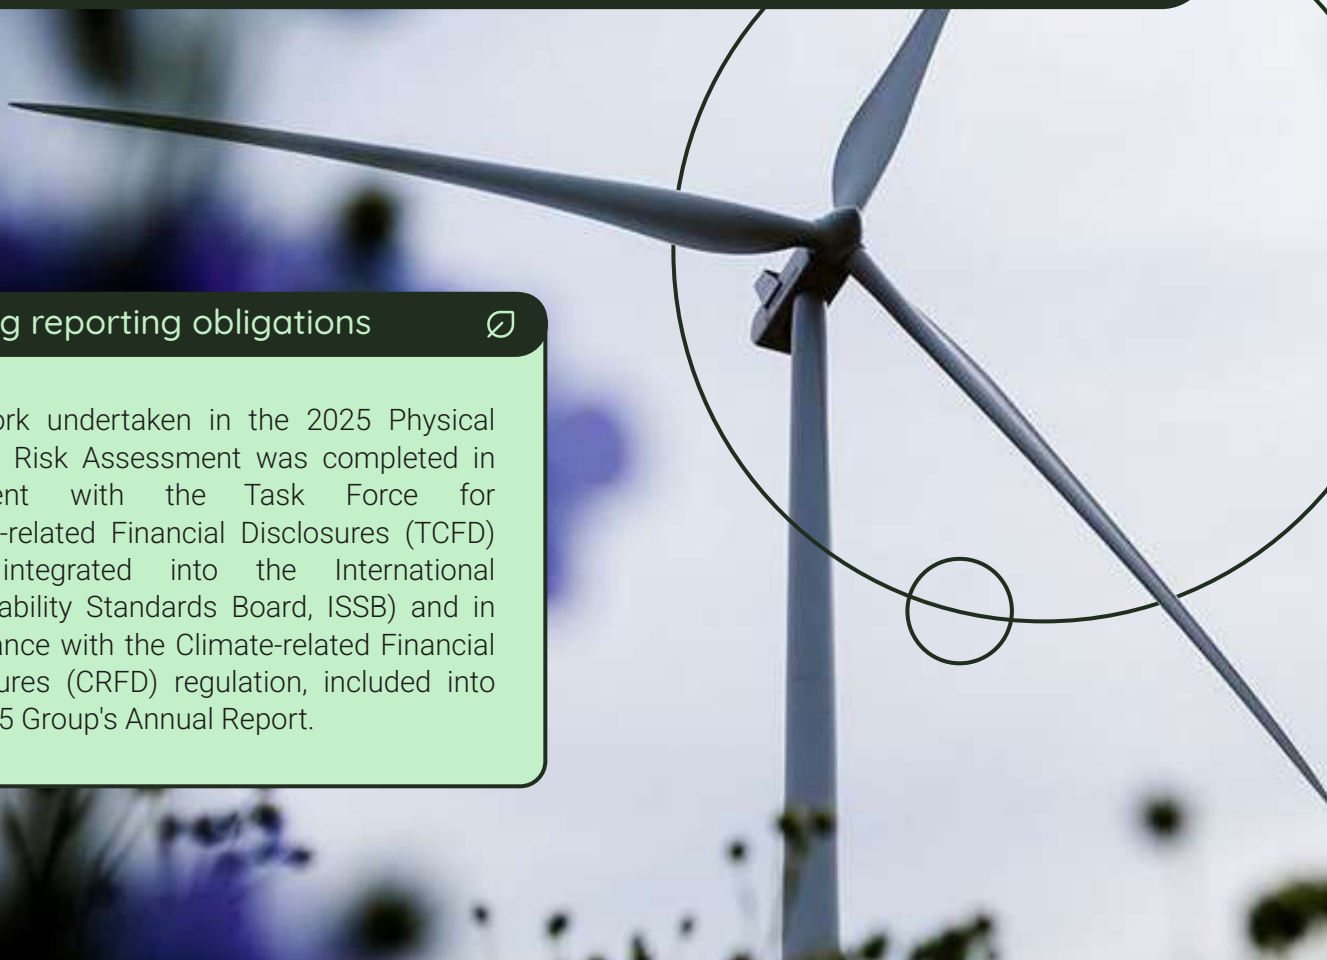 g reporting obligations
ork undertaken in the 2025 Physical
Risk Assessment was completed in
ent with the Task Force for
-related Financial Disclosures (TCFD)
integrated into the International
ability Standards Board, ISSB) and in
ance with the Climate-related Financial
ures (CRFD) regulation, included into
5 Group's Annual Report.